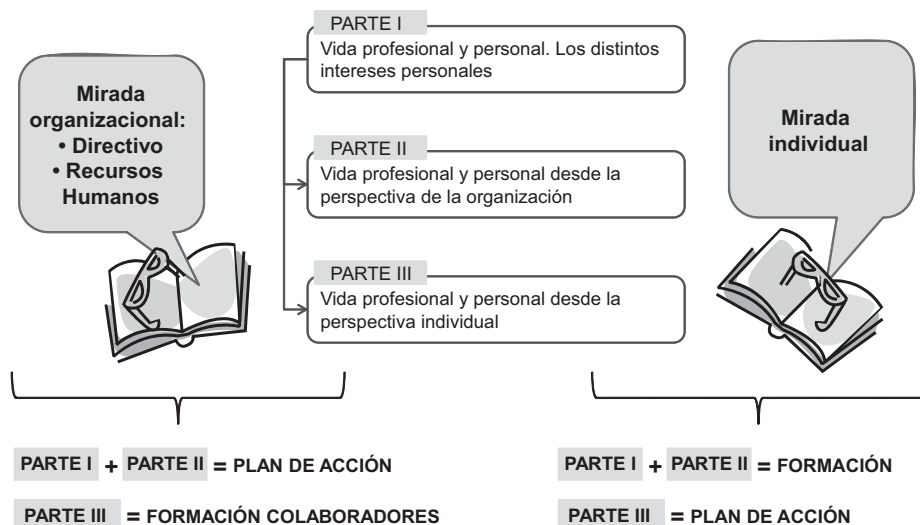 PARTE I
Vida profesional y personal. Los distintos
intereses personales
Mirada
organizacional:
• Directivo
• Recursos
Humanos
PARTE II
Vida profesional y personal desde la
perspectiva de la organización
PARTE III
Vida profesional y personal desde la
perspectiva individual
Mirada
individual
PARTE I + PARTE II = PLAN DE ACCIÓN
PARTE III = FORMACIÓN COLABORADORES
PARTE I + PARTE II = FORMACIÓN
PARTE III = PLAN DE ACCIÓN